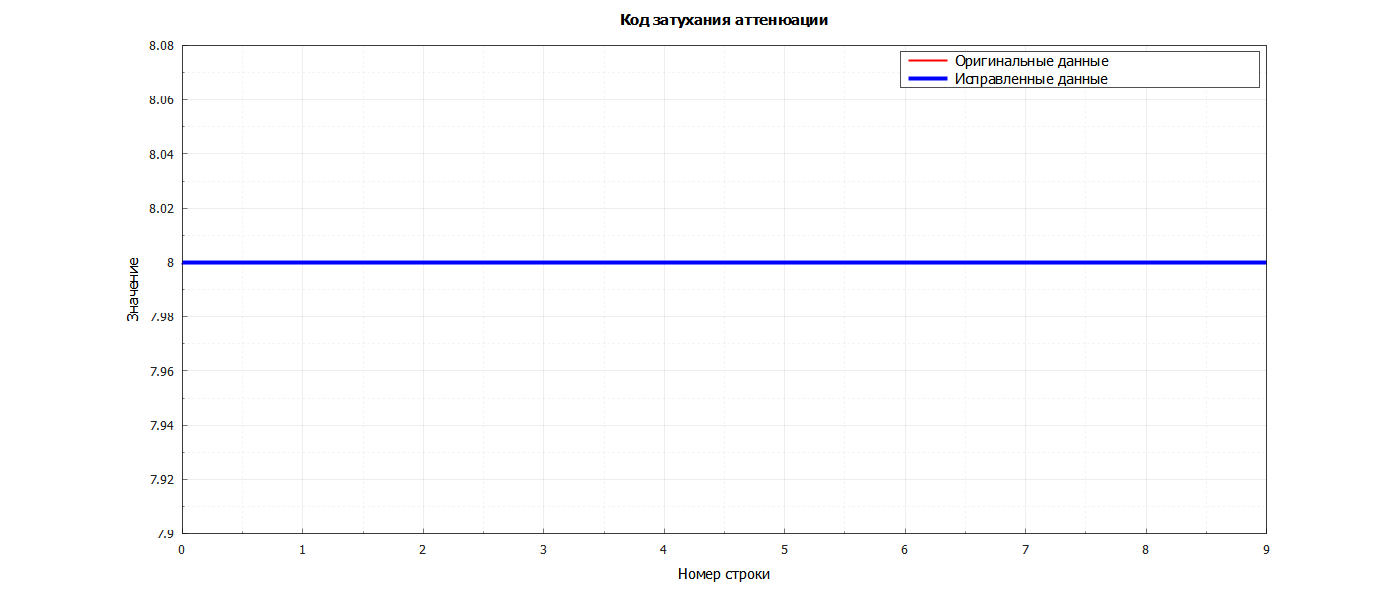 Код затухания аттенюации
Оригинальные данные
Исправленные данные
8.08
8.06
8.04
8.02
8
7.98
7.96
7.94
7.92
7.9
Значение
0 1 2 3 4 5 6 7 8 9
Номер строки